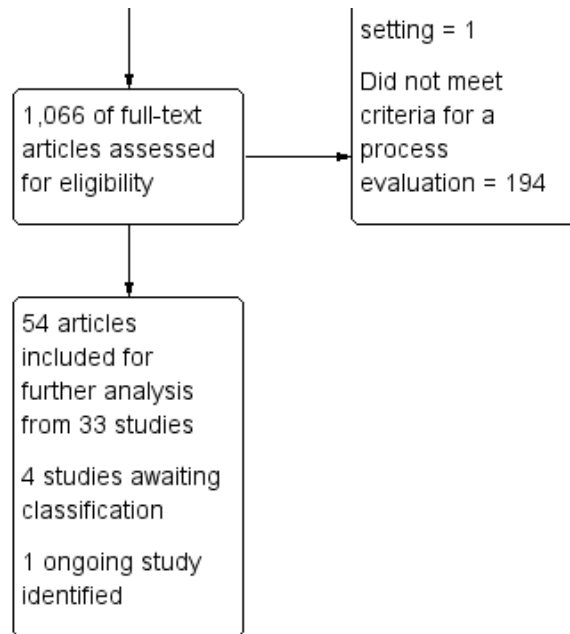 setting = 1
Did not meet
criteria for a
process
evaluation = 194
1,066 of full-text
articles assessed
for eligibility
54 articles
included for
further analysis
from 33 studies
4 studies awaiting
classification
1 ongoing study
identified